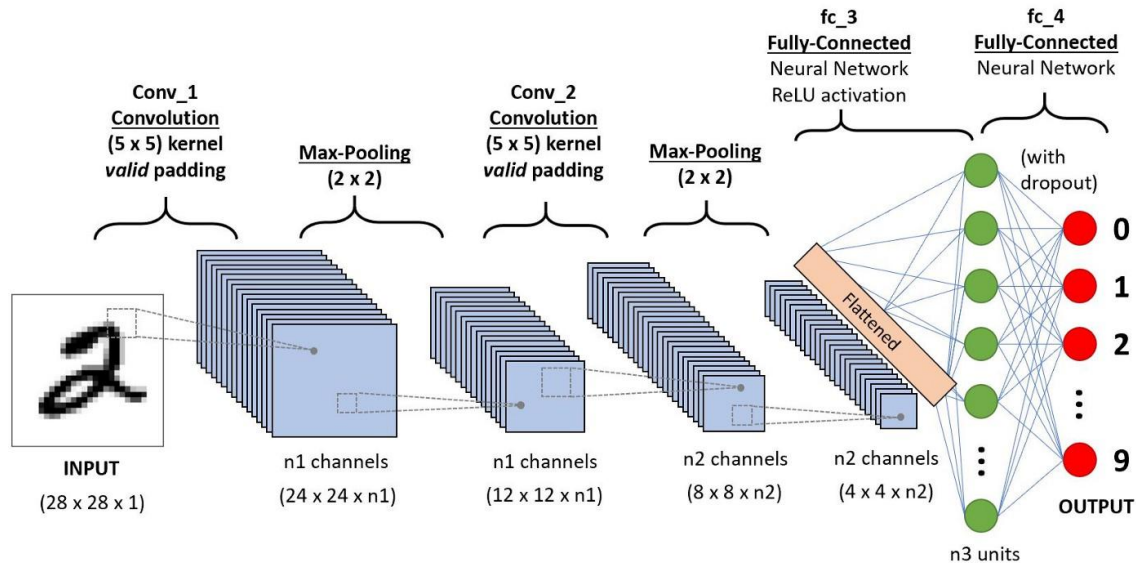 Conv_1
Convolution
(5 x 5) kernel
valid padding
Max-Pooling
(2 x 2)
Conv_2
Convolution
(5 x 5) kernel
valid padding
Max-Pooling
(2 x 2)
fc_3
Fully-Connected
Neural Network
ReLU activation
fc_4
Fully-Connected
Neural Network
(with
dropout)
Flattened
0
1
2
9
OUTPUT
2
INPUT
(28 x 28 x 1)
n1 channels
(24 x 24 x n1)
n1 channels
(12 x 12 x n1)
n2 channels
(8 x 8 x n2)
n2 channels
(4 x 4 x n2)
n3 units